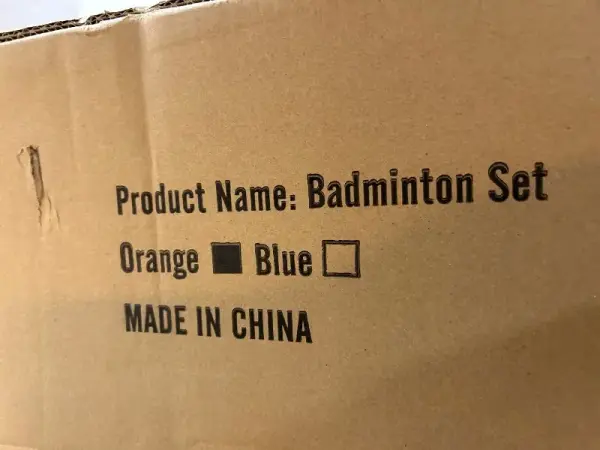 Product Name: Badminton Set
Orange ■ Blue □
MADE IN CHINA